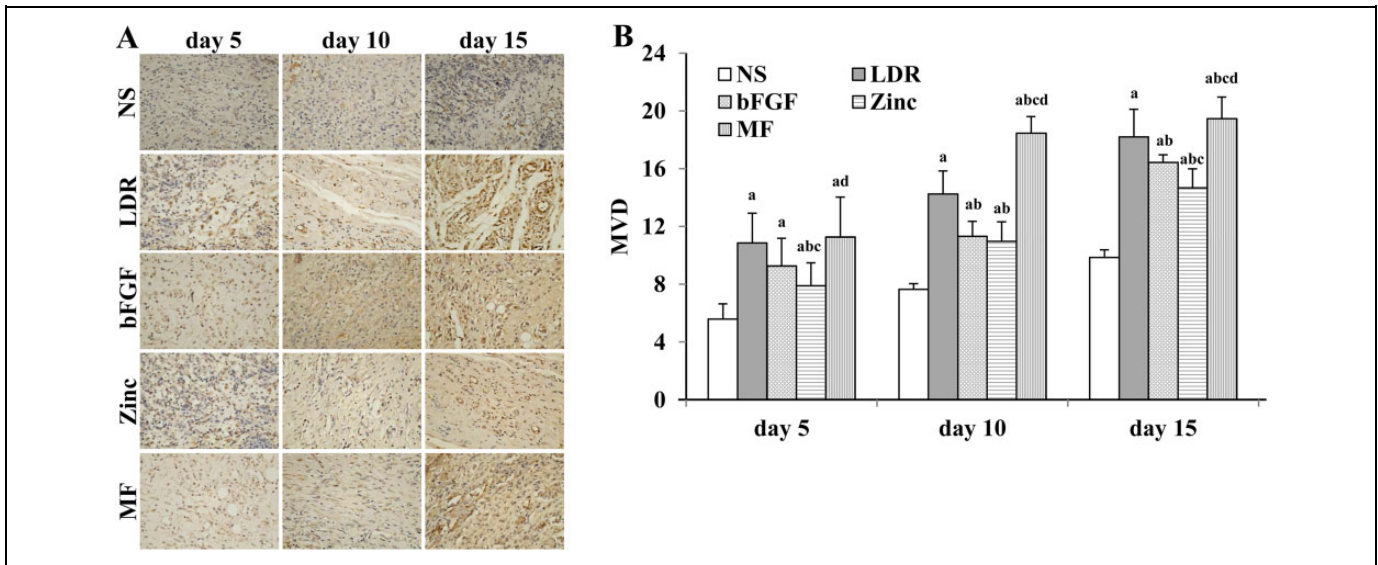 A
day 5 day 10 day 15
NS
LDR
bFGF
Zinc
MF
B
24
20
16
12
8
4
0
MVD
NS LDR
bFGF Zinc
MF
a a abc ad
a ab ab abcd
a ab abc abcd
day 5 day 10 day 15